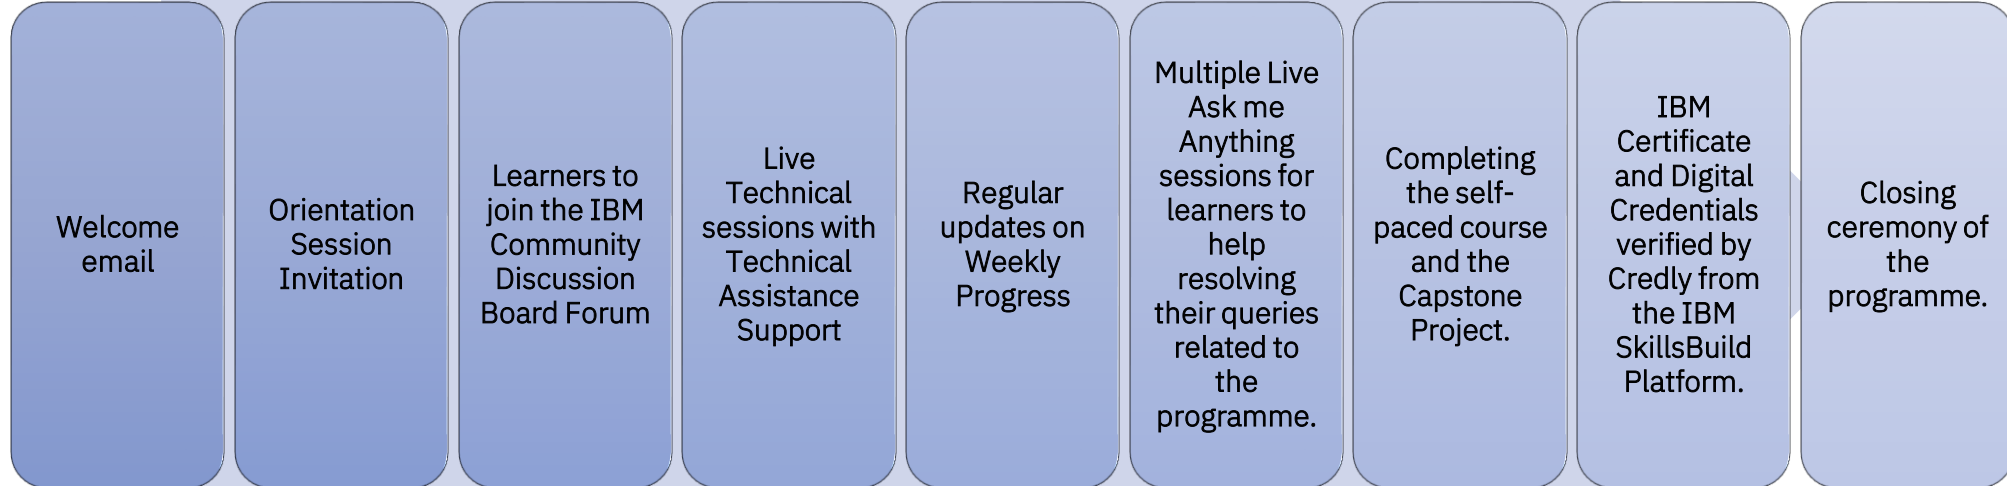 Welcome
email
Orientation
Session
Invitation
Learners to
join the IBM
Community
Discussion
Board Forum
Live
Technical
sessions with
Technical
Assistance
Support
Regular
updates on
Weekly
Progress
Multiple Live
Ask me
Anything
sessions for
learners to
help
resolving
their queries
related to
the
programme.
Completing
the self-
paced course
and the
Capstone
Project.
IBM
Certificate
and Digital
Credentials
verified by
Credly from
the IBM
SkillsBuild
Platform.
Closing
ceremony of
the
programme.